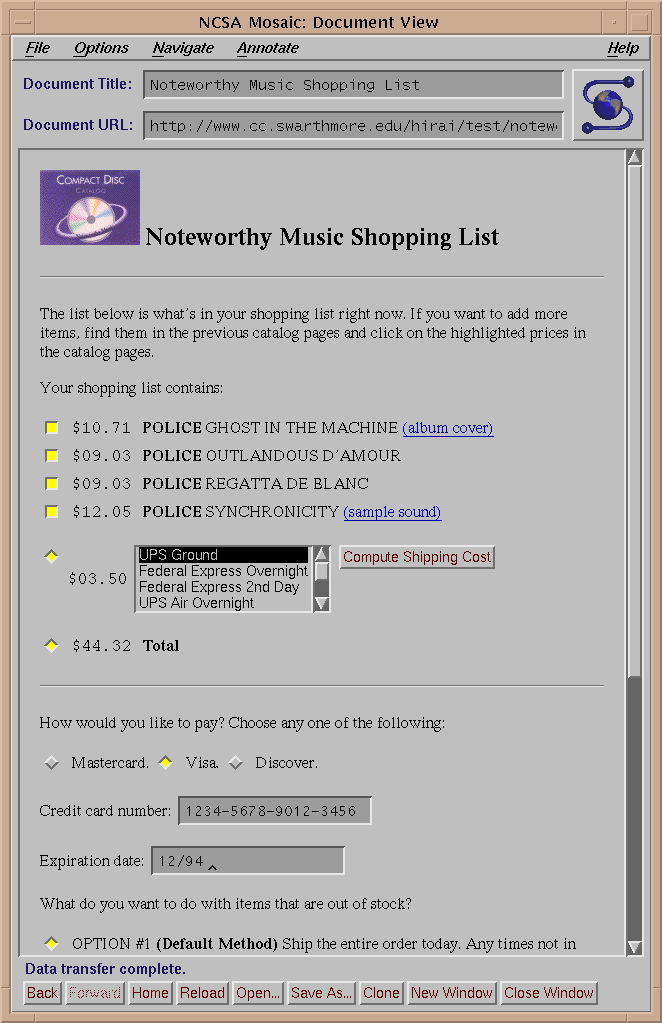 NCSA Mosaic: Document View
File Options Navigate Annotate Help
Document Title: Noteworthy Music Shopping List
Document URL: http://www.cc.swarthmore.edu/hirai/test/notew
COMPACT DISC
CATALOG
Noteworthy Music Shopping List
The list below is what's in your shopping list right now. If you want to add more
items, find them in the previous catalog pages and click on the highlighted prices in
the catalog pages.
Your shopping list contains:
$10.71 POLICE GHOST IN THE MACHINE (album cover)
$09.03 POLICE OUTLANDOUS D'AMOUR
$09.03 POLICE REGATTA DE BLANC
$12.05 POLICE SYNCHRONICITY (sample sound)
$03.50 UPS Ground Compute Shipping Cost
Federal Express Overnight
Federal Express 2nd Day
UPS Air Overnight
$44.32 Total
How would you like to pay? Choose any one of the following:
Mastercard. Visa. Discover.
Credit card number: 1234-5678-9012-3456
Expiration date: 12/94
What do you want to do with items that are out of stock?
OPTION #1 (Default Method) Ship the entire order today. Any times not in
Data transfer complete.
Back Forward Home Reload Open... Save As... Clone New Window Close Window